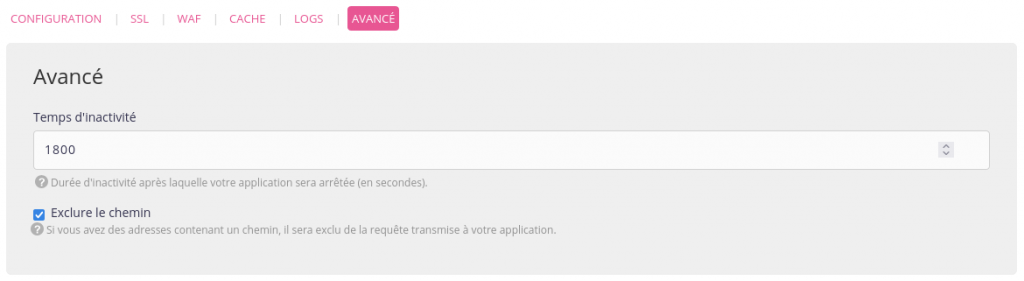 CONFIGURATION | SSL | WAF | CACHE | LOGS | AVANCÉ
Avancé
Temps d'inactivité
1800
? Durée d'inactivité après laquelle votre application sera arrêtée (en secondes).
Exclure le chemin
? Si vous avez des adresses contenant un chemin, il sera exclu de la requête transmise à votre application.